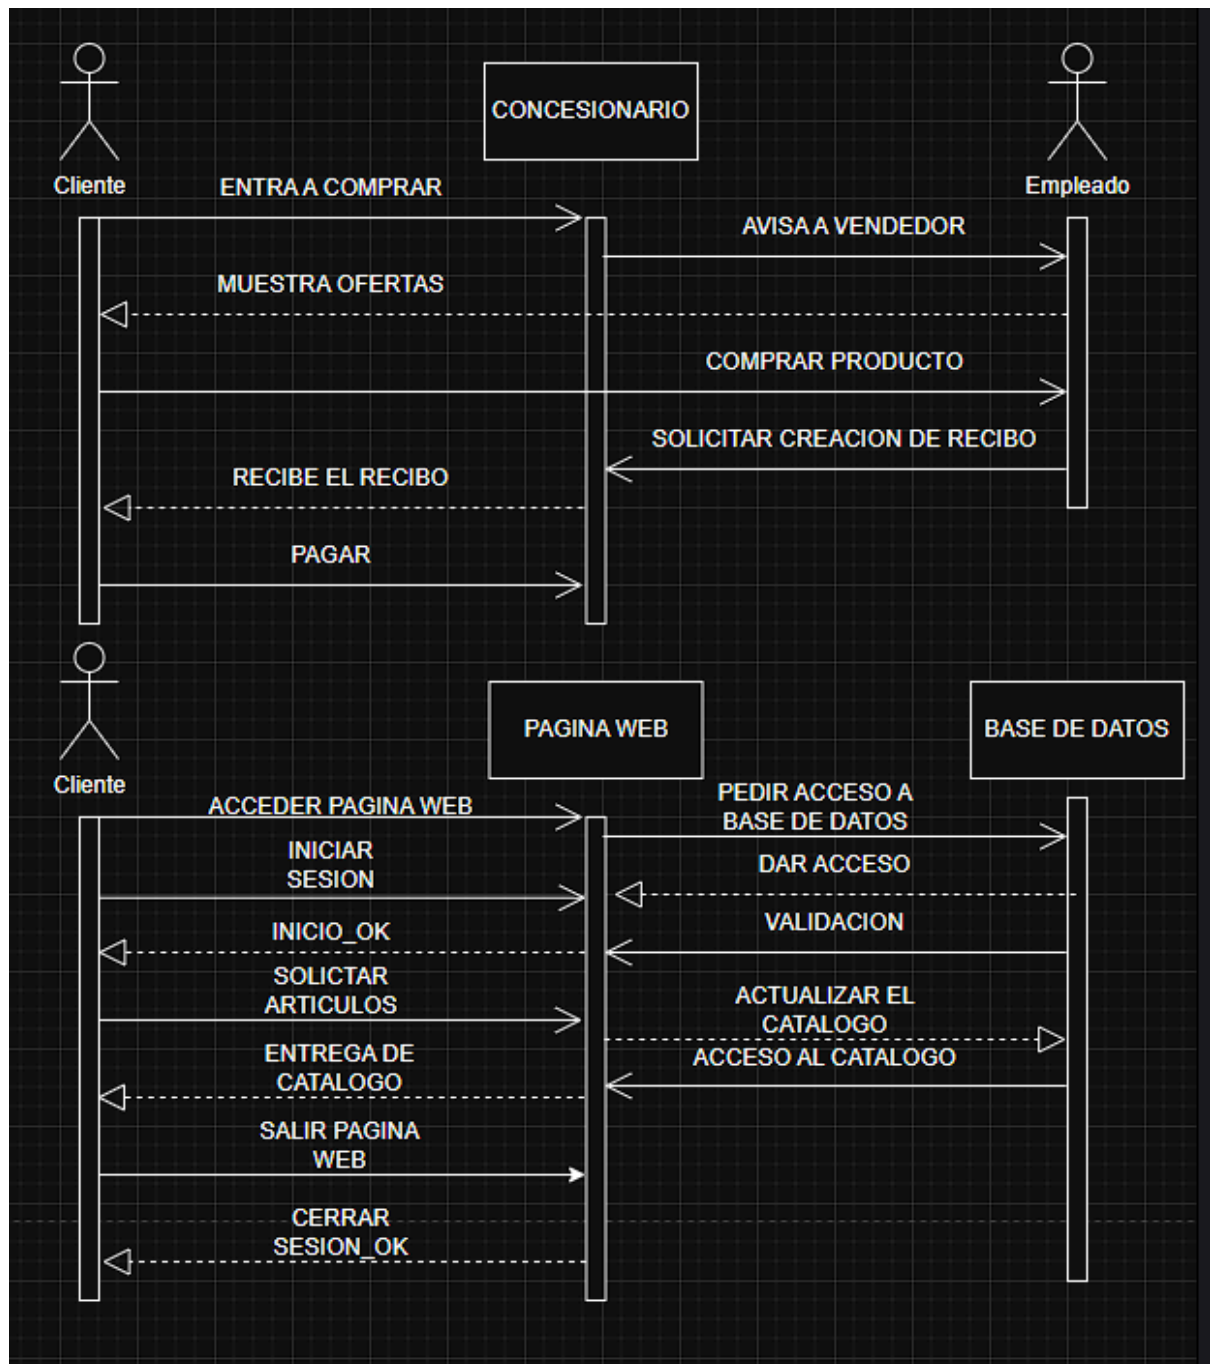 CONCESIONARIO
Cliente
Empleado
ENTRA A COMPRAR
AVISA A VENDEDOR
MUESTRA OFERTAS
COMPRAR PRODUCTO
SOLICITAR CREACION DE RECIBO
RECIBE EL RECIBO
PAGAR
PAGINA WEB
BASE DE DATOS
Cliente
ACCEDER PAGINA WEB
PEDIR ACCESO A
BASE DE DATOS
INICIAR
SESION
DAR ACCESO
INICIO_OK
VALIDACION
SOLICTAR
ARTICULOS
ACTUALIZAR EL
CATALOGO
ENTREGA DE
CATALOGO
ACCESO AL CATALOGO
SALIR PAGINA
WEB
CERRAR
SESION_OK